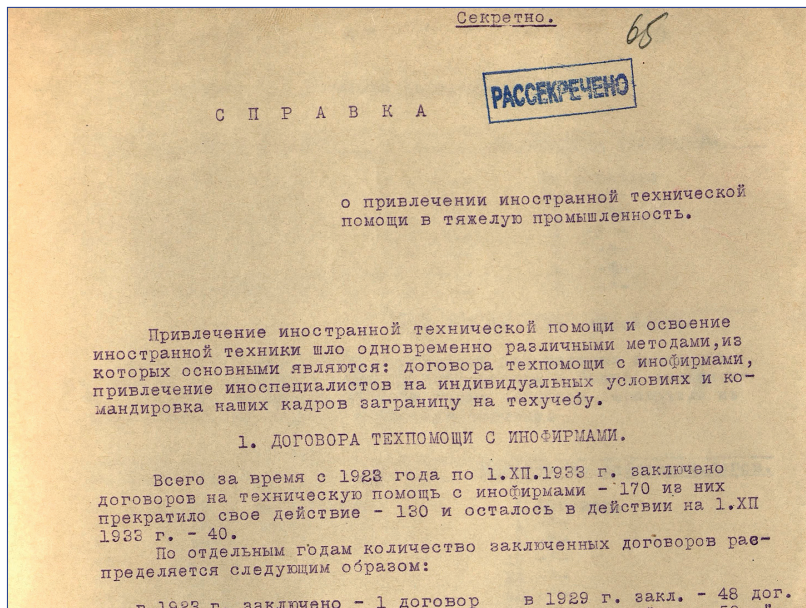 Секретно.
65
РАССЕКРЕЧЕНО
С П Р А В К А
о привлечении иностранной технической
помощи в тяжелую промышленность.
Привлечение иностранной технической помощи и освоение
иностранной техники шло одновременно различными методами,из
которых основными являются: договора техпомощи с инофирмами,
привлечение иноспециалистов на индивидуальных условиях и ко-
мандировка наших кадров заграницу на техучебу.
1. ДОГОВОРА ТЕХПОМОЩИ С ИНОФИРМАМИ.
Всего за время с 1923 года по 1.ХП.1933 г. заключено
договоров на техническую помощь с инофирмами - 170 из них
прекратило свое действие - 130 и осталось в действии на 1.ХП
1933 г. - 40.
По отдельным годам количество заключенных договоров рас-
пределяется следующим образом:
в 1923 г. заключено - 1 договор в 1929 г. закл. - 48 дог.